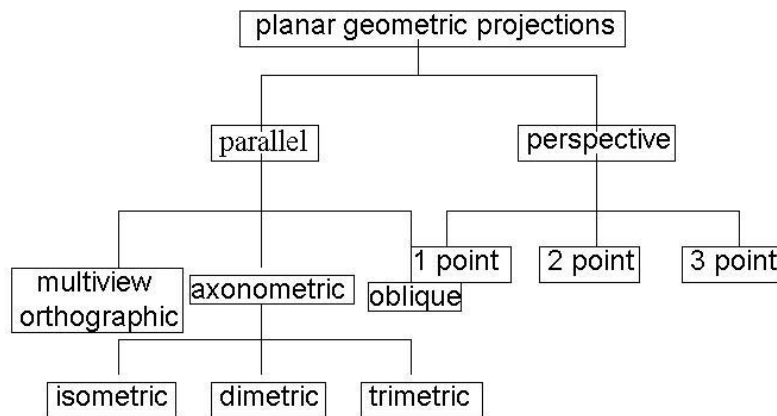 planar geometric projections
parallel
perspective
multiview
orthographic
axonometric
oblique
1 point
2 point
3 point
isometric
dimetric
trimetric